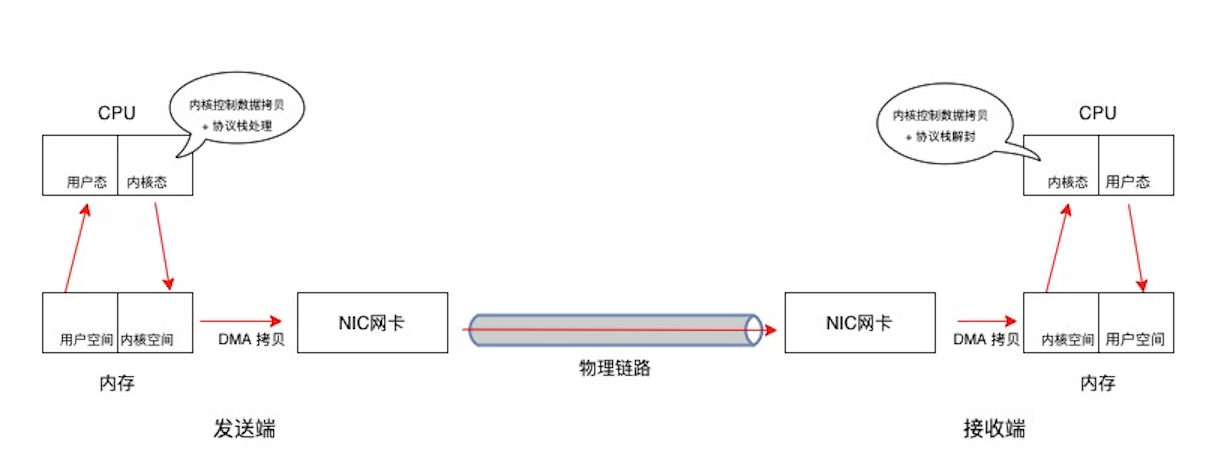 CPU
内核控制数据拷贝
+ 协议栈处理
用户态
内核态
用户空间
内核空间
内存
DMA 拷贝
NIC网卡
发送端
物理链路
NIC网卡
DMA 拷贝
内核控制数据拷贝
+ 协议栈解封
CPU
内核态
用户态
内核空间
用户空间
内存
接收端